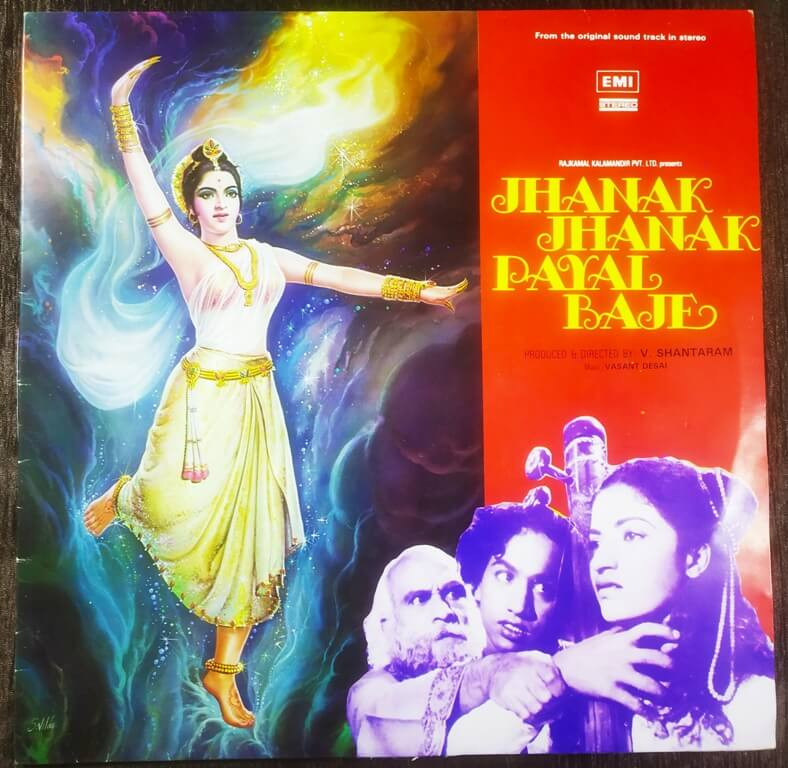 From the original sound track in stereo
EMI
STEREO
RAJKAMAL KALAMANDIR PVT. LTD. presents
JHANAK
JHANAK
PAYAL
BAJE
PRODUCED & DIRECTED BY V. SHANTARAM
Music VASANT DESAI